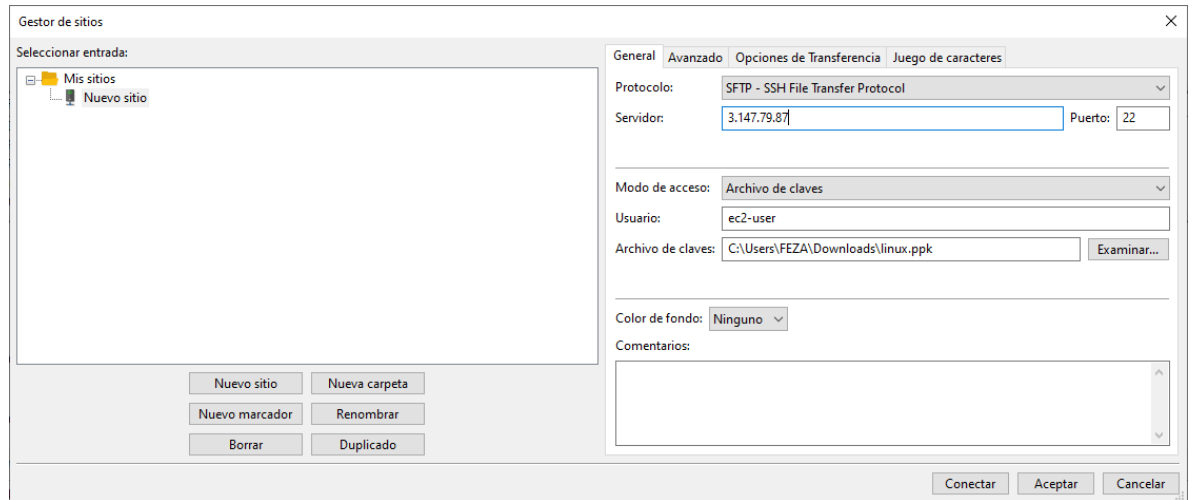 Gestor de sitios
Seleccionar entrada:
Mis sitios
Nuevo sitio
Nuevo sitio Nueva carpeta
Nuevo marcador Renombrar
Borrar Duplicado
General Avanzado Opciones de Transferencia Juego de caracteres
Protocolo: SFTP - SSH File Transfer Protocol
Servidor: 3.147.79.87 Puerto: 22
Modo de acceso: Archivo de claves
Usuario: ec2-user
Archivo de claves: C:\Users\FEZA\Downloads\linux.ppk Examinar...
Color de fondo: Ninguno
Comentarios:
Conectar Aceptar Cancelar